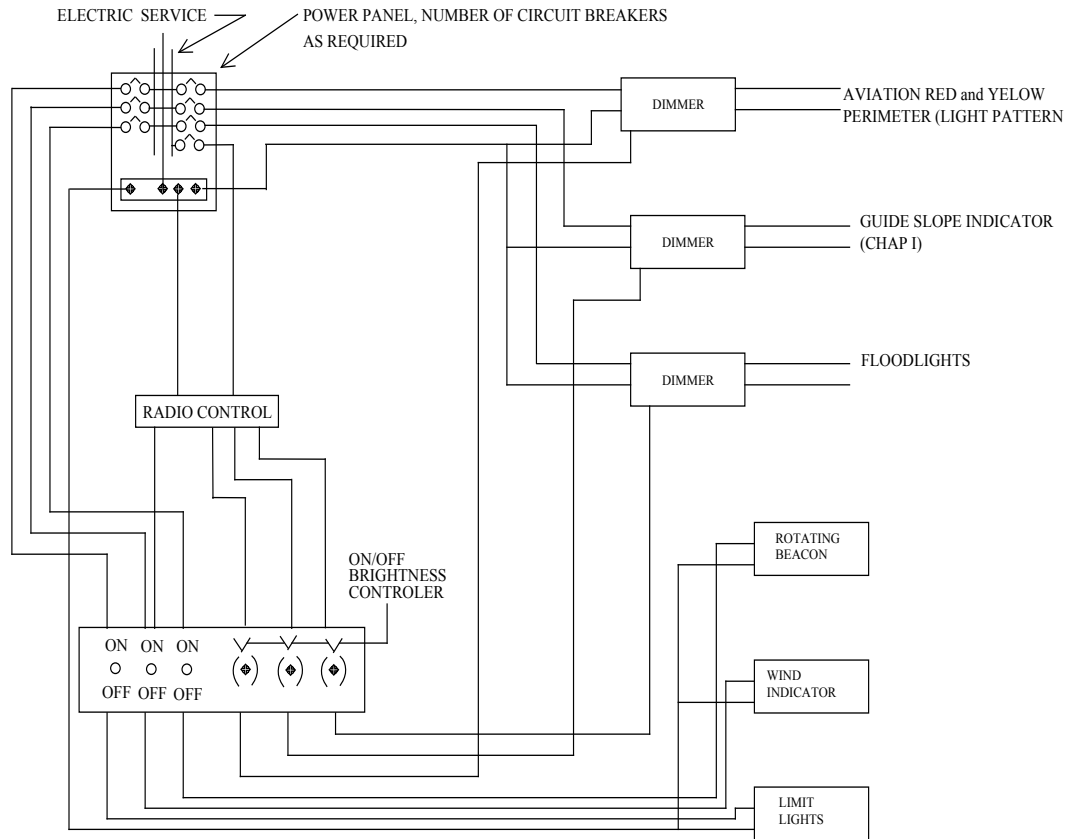 ELECTRIC SERVICE
POWER PANEL, NUMBER OF CIRCUIT BREAKERS
AS REQUIRED
DIMMER
AVIATION RED and YELOW
PERIMETER (LIGHT PATTERN
DIMMER
GUIDE SLOPE INDICATOR
(CHAP I)
DIMMER
FLOODLIGHTS
RADIO CONTROL
ON/OFF
BRIGHTNESS
CONTROLER
ROTATING
BEACON
ON ON ON
OFF OFF OFF
WIND
INDICATOR
LIMIT
LIGHTS